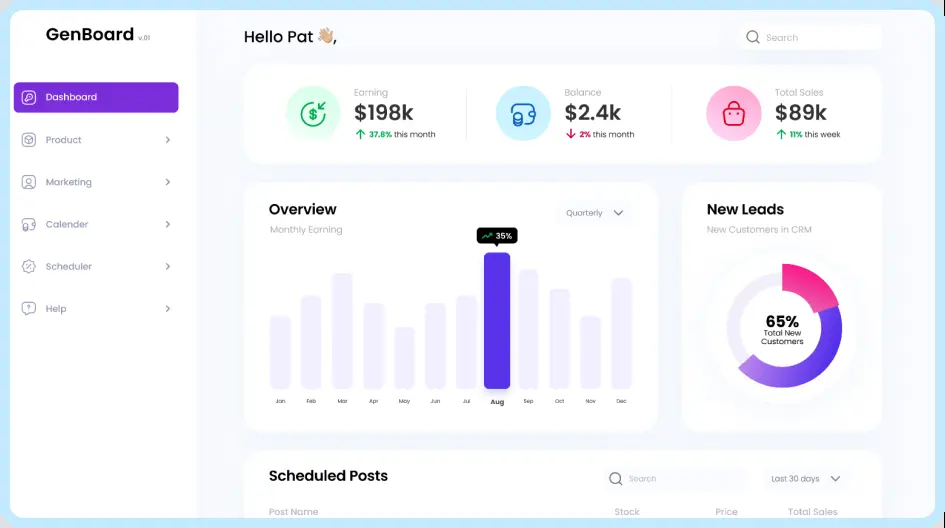 GenBoard v.01
Dashboard
Product
Marketing
Calender
Scheduler
Help
Hello Pat 👋🏼,
Search
Earning
$198k
37.8% this month
Balance
$2.4k
2% this month
Total Sales
$89k
11% this week
Overview
Monthly Earning
Quarterly
35%
Jan Feb Mar Apr May Jun Jul Aug Sep Oct Nov Dec
New Leads
New Customers in CRM
65%
Total New
Customers
Scheduled Posts
Search
Last 30 days
Post Name Stock Price Total Sales